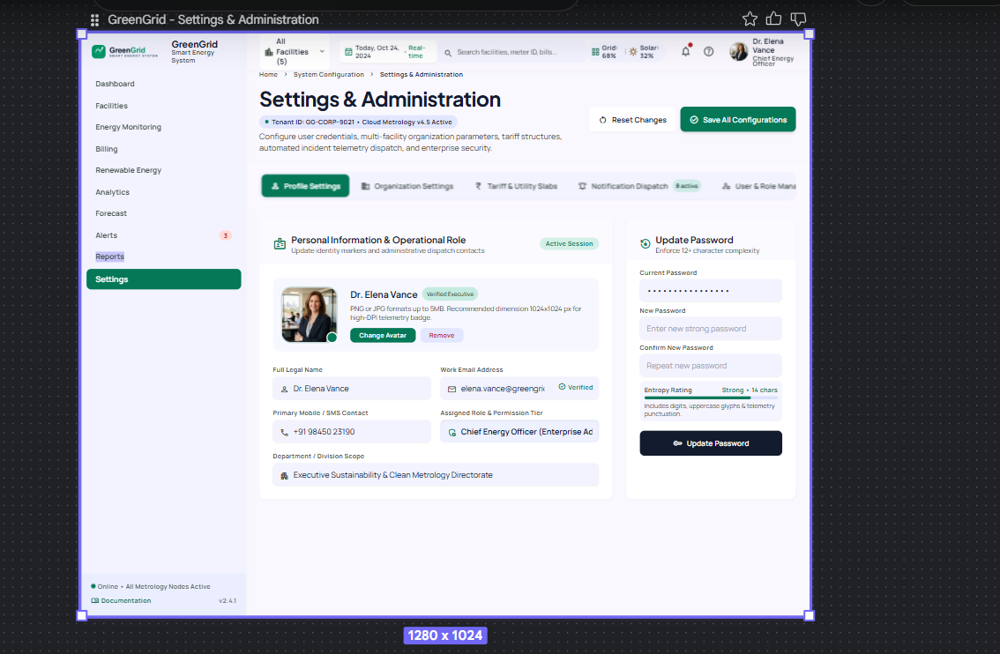 GreenGrid - Settings & Administration
GreenGrid
SMART ENERGY SYSTEM
GreenGrid
Smart Energy
System
All
Facilities
(5)
Today, Oct 24,
2024
•
Real-
time
Search facilities, meter ID, bills...
Grid:
68%
Solar:
32%
Dr. Elena
Vance
Chief Energy
Officer
Dashboard
Facilities
Energy Monitoring
Billing
Renewable Energy
Analytics
Forecast
Alerts
3
Reports
Settings
Online • All Metrology Nodes Active
Documentation
v2.4.1
Home > System Configuration > Settings & Administration
Settings & Administration
Tenant ID: GG-CORP-9021 • Cloud Metrology v4.5 Active
Configure user credentials, multi-facility organization parameters, tariff structures,
automated incident telemetry dispatch, and enterprise security.
Reset Changes
Save All Configurations
Profile Settings
Organization Settings
₹ Tariff & Utility Slabs
Notification Dispatch
8 active
User & Role Mana
Personal Information & Operational Role
Update identity markers and administrative dispatch contacts
Active Session
Dr. Elena Vance
Verified Executive
PNG or JPG formats up to 5MB. Recommended dimension 1024x1024 px for
high-DPI telemetry badge.
Change Avatar
Remove
Full Legal Name
Dr. Elena Vance
Work Email Address
elena.vance@greengri
Verified
Primary Mobile / SMS Contact
+91 98450 23190
Assigned Role & Permission Tier
Chief Energy Officer (Enterprise Ad
Department / Division Scope
Executive Sustainability & Clean Metrology Directorate
Update Password
Enforce 12+ character complexity
Current Password
••••••••••••••••
New Password
Enter new strong password
Confirm New Password
Repeat new password
Entropy Rating
Strong • 14 chars
Includes digits, uppercase glyphs & telemetry
punctuation.
Update Password
1280 x 1024